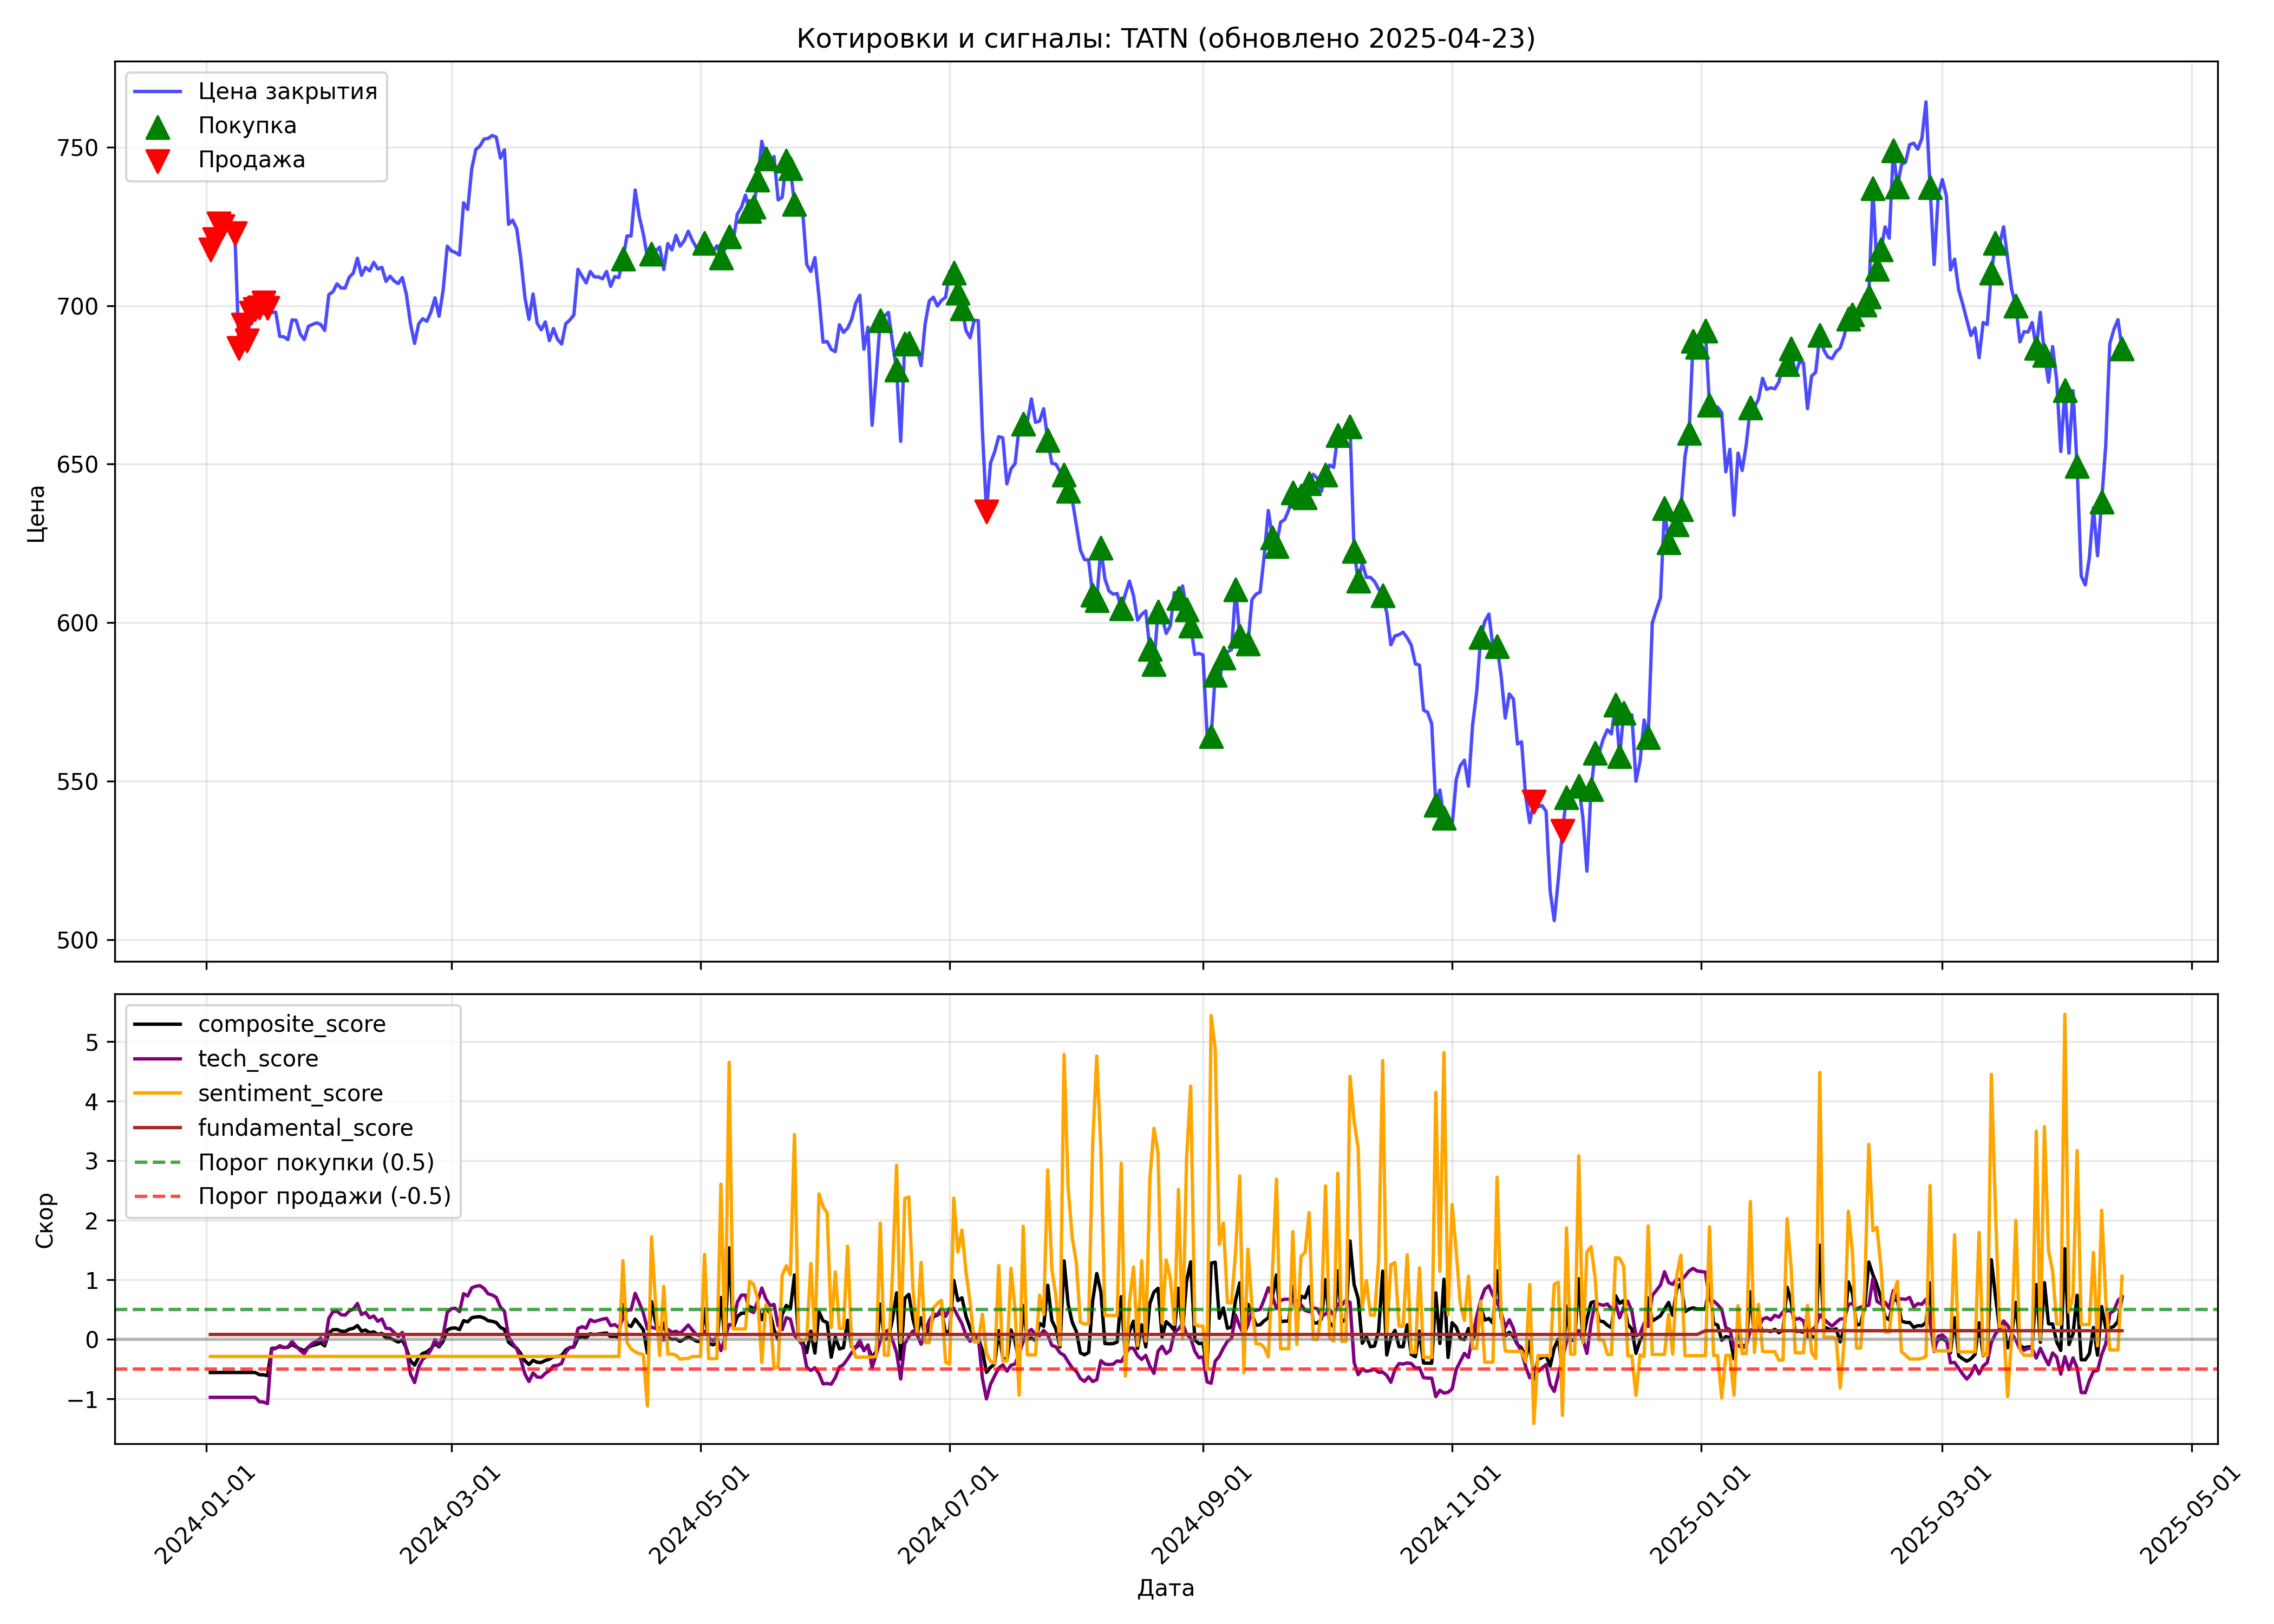 Котировки и сигналы: TATN (обновлено 2025-04-23)
Цена закрытия
Покупка
Продажа
750
700
650
600
550
500
Цена
composite_score
tech_score
sentiment_score
fundamental_score
Порог покупки (0.5)
Порог продажи (-0.5)
5
4
3
2
1
0
−1
Скор
2024-01-01
2024-03-01
2024-05-01
2024-07-01
2024-09-01
2024-11-01
2025-01-01
2025-03-01
2025-05-01
Дата